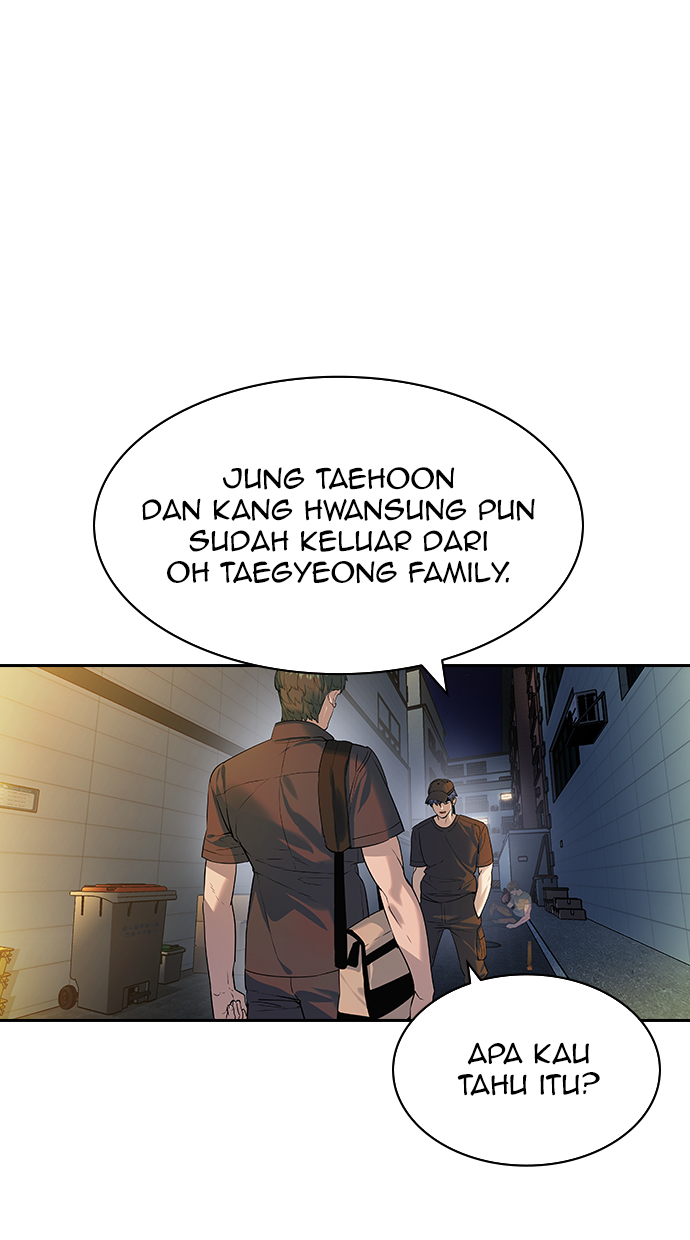 JUNG TAEHOON
DAN KANG HWANSUNG PUN
SUDAH KELUAR DARI
OH TAEGYEONG FAMILY.
APA KAU
TAHU ITU?